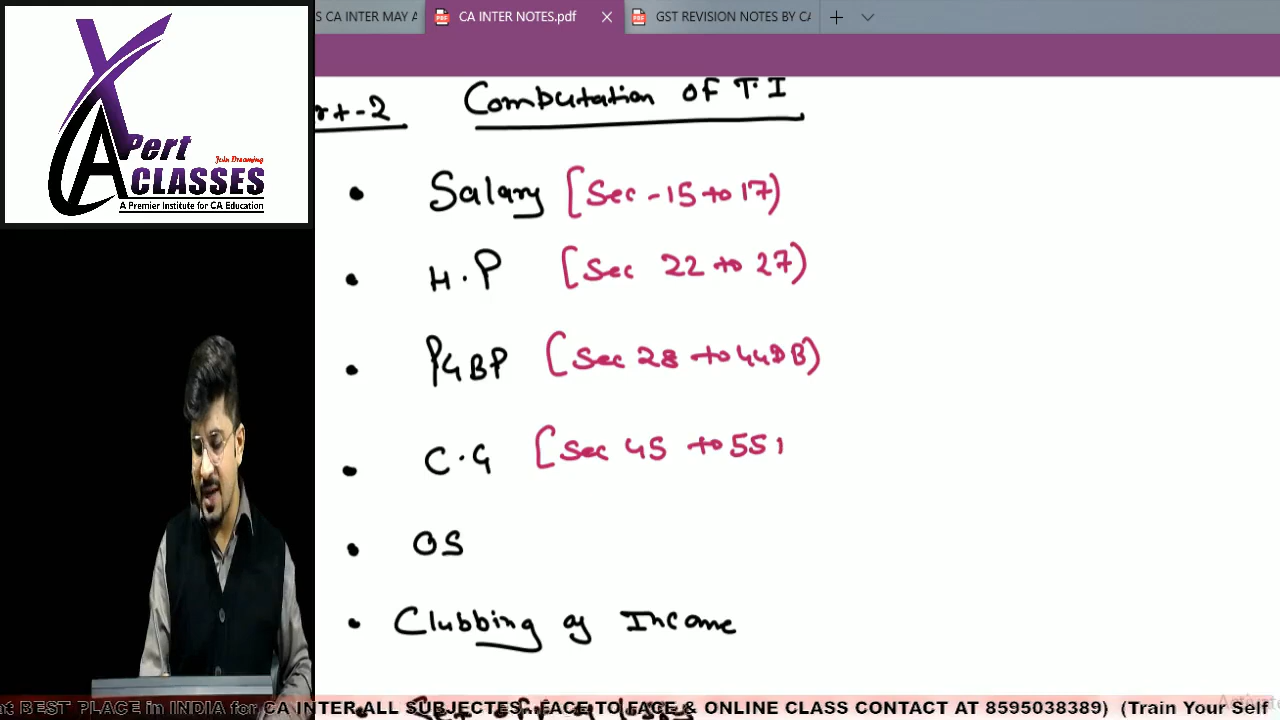 S CA INTER MAY A
CA INTER NOTES.pdf
GST REVISION NOTES BY CA
XPert
Join Dreaming
CA CLASSES
A Premier Institute for CA Education
rt-2 Computation of T.I
• Salary [Sec -15 to 17)
• H.P [Sec 22 to 27)
• PGBP [Sec 28 to 44DB)
• C.G [Sec 45 to 55
• OS
• Clubbing of Income
at BEST PLACE in INDIA for CA INTER ALL SUBJECTES...FACE TO FACE & ONLINE CLASS CONTACT AT 8595038389) (Train Your Self